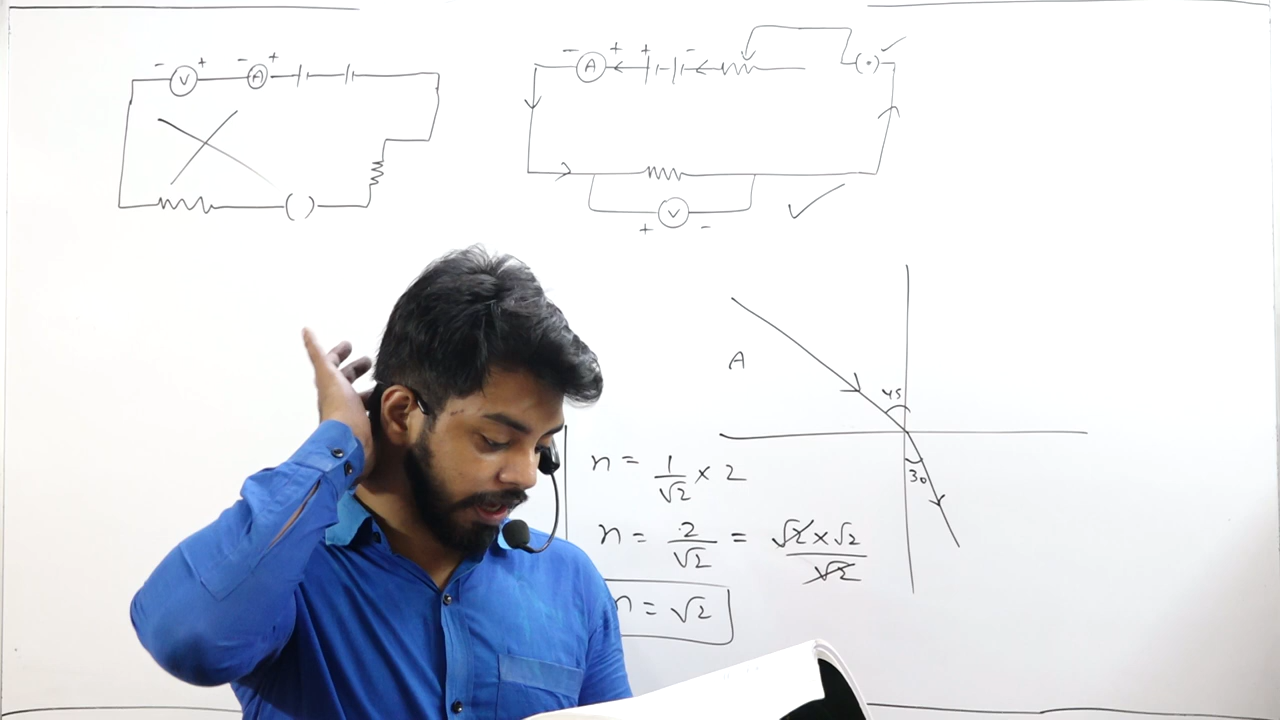 - V + - A +
- A + + -
V
+ -
45
A
30
n = 1/√2 × 2
n = 2/√2 = √2×√2/√2
n = √2